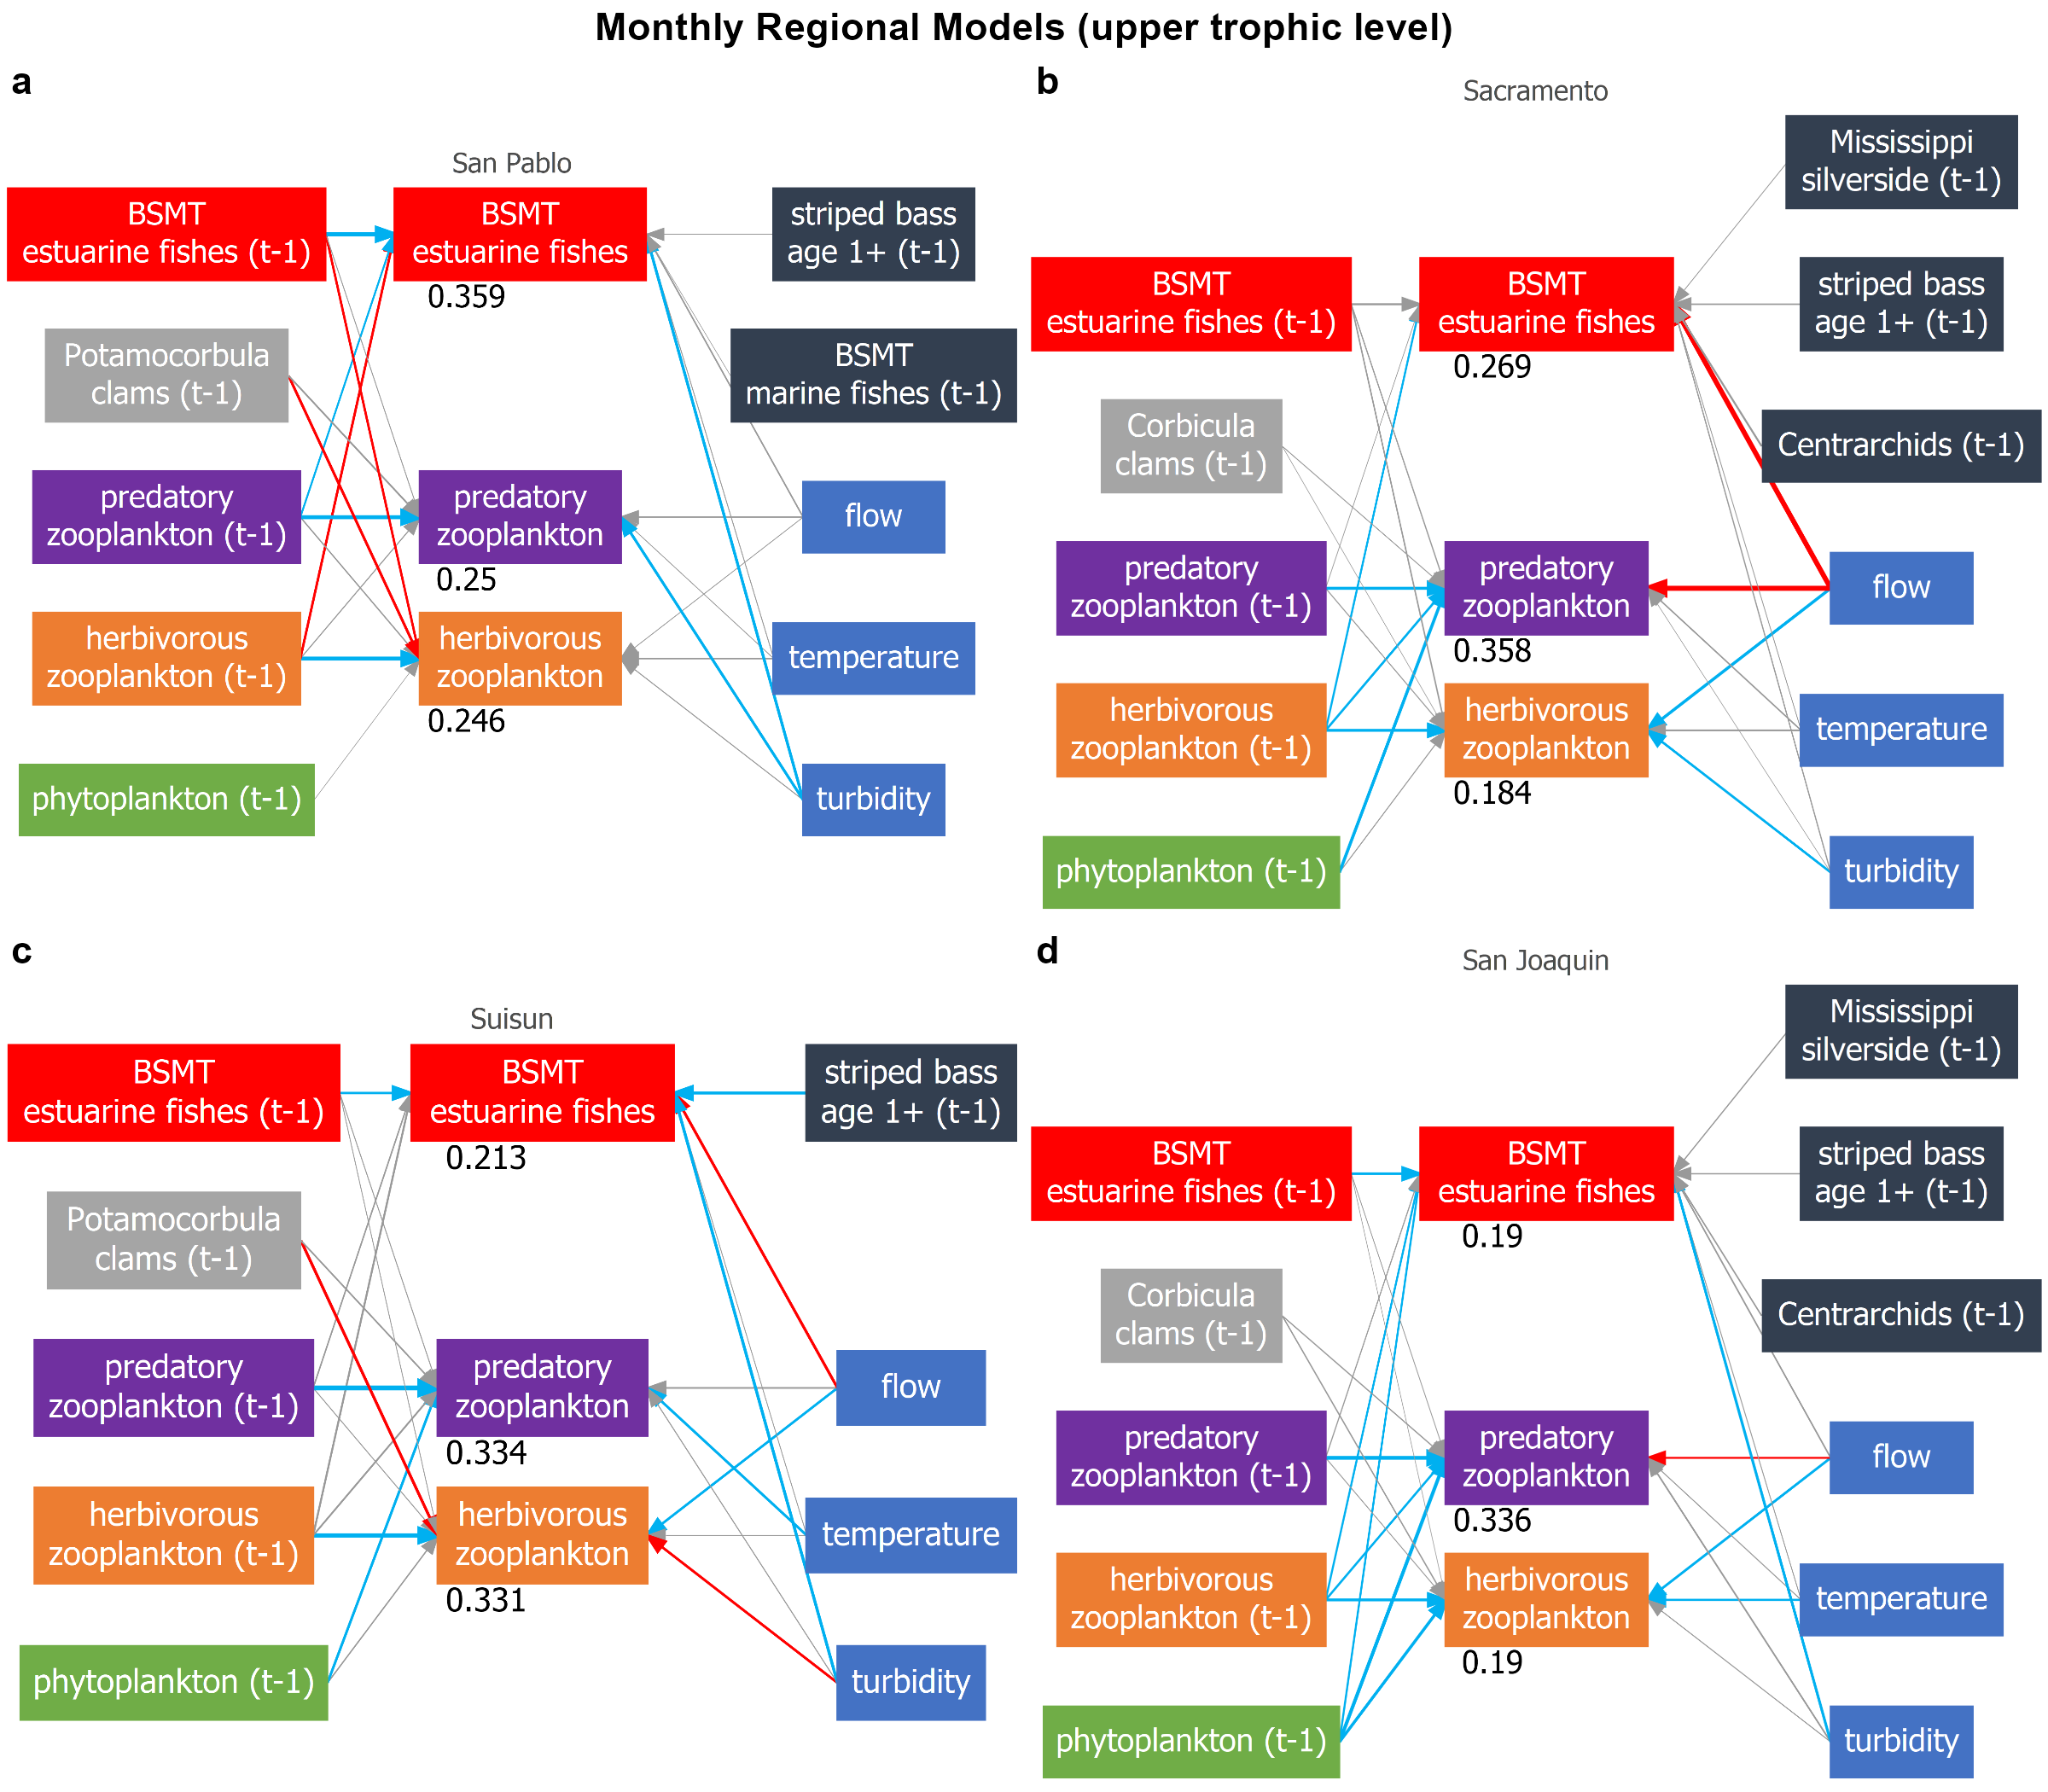 Monthly Regional Models (upper trophic level)
a
San Pablo
BSMT
estuarine fishes (t-1)
BSMT
estuarine fishes
0.359
striped bass
age 1+ (t-1)
Potamocorbula
clams (t-1)
BSMT
marine fishes (t-1)
predatory
zooplankton (t-1)
predatory
zooplankton
0.25
flow
herbivorous
zooplankton (t-1)
herbivorous
zooplankton
0.246
temperature
phytoplankton (t-1)
turbidity
b
Sacramento
Mississippi
silverside (t-1)
BSMT
estuarine fishes (t-1)
BSMT
estuarine fishes
0.269
striped bass
age 1+ (t-1)
Corbicula
clams (t-1)
Centrarchids (t-1)
predatory
zooplankton (t-1)
predatory
zooplankton
0.358
flow
herbivorous
zooplankton (t-1)
herbivorous
zooplankton
0.184
temperature
phytoplankton (t-1)
turbidity
c
Suisun
BSMT
estuarine fishes (t-1)
BSMT
estuarine fishes
0.213
striped bass
age 1+ (t-1)
Potamocorbula
clams (t-1)
predatory
zooplankton (t-1)
predatory
zooplankton
0.334
flow
herbivorous
zooplankton (t-1)
herbivorous
zooplankton
0.331
temperature
phytoplankton (t-1)
turbidity
d
San Joaquin
Mississippi
silverside (t-1)
BSMT
estuarine fishes (t-1)
BSMT
estuarine fishes
0.19
striped bass
age 1+ (t-1)
Corbicula
clams (t-1)
Centrarchids (t-1)
predatory
zooplankton (t-1)
predatory
zooplankton
0.336
flow
herbivorous
zooplankton (t-1)
herbivorous
zooplankton
0.19
temperature
phytoplankton (t-1)
turbidity